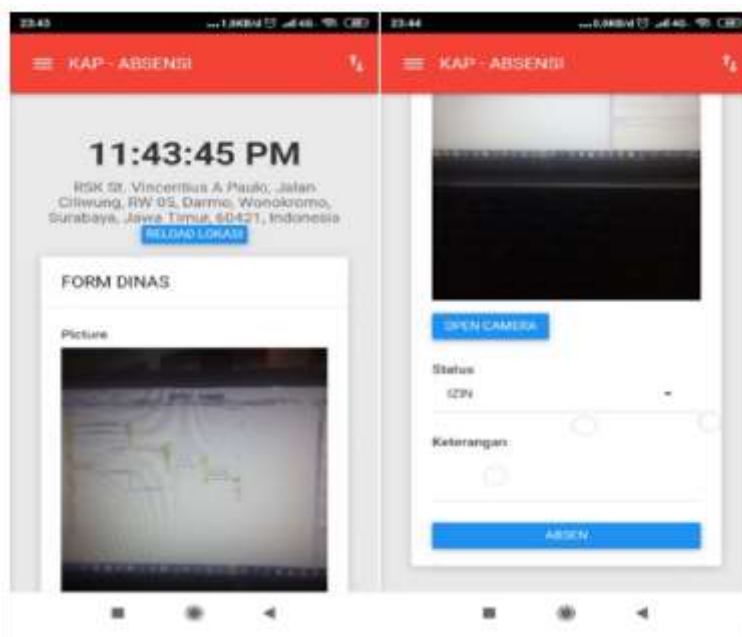 23:43
KAP - ABSENSI
11:43:45 PM
RSK St. Vincentius A Paulo, Jalan
Ciliwung, RW 05, Darmo, Wonokromo,
Surabaya, Jawa Timur, 60421, Indonesia
RELOAD LOKASI
FORM DINAS
Picture
23:44
KAP - ABSENSI
OPEN CAMERA
Status
IZIN
Keterangan
ABSEN